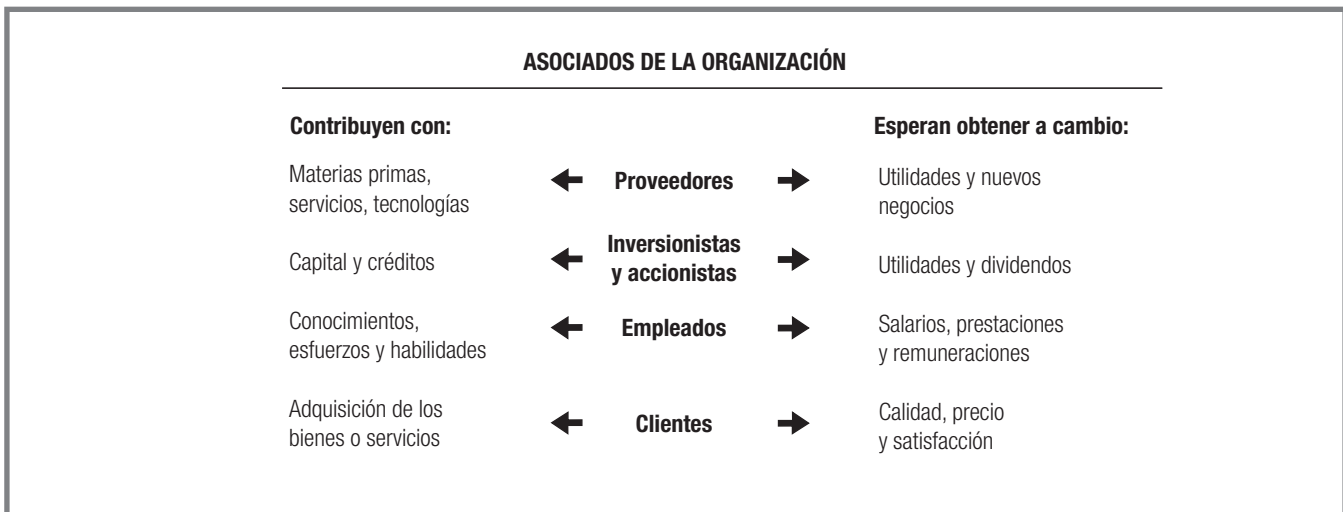 ASOCIADOS DE LA ORGANIZACIÓN
Contribuyen con:
Esperan obtener a cambio:
Materias primas,
servicios, tecnologías
Proveedores
Utilidades y nuevos
negocios
Capital y créditos
Inversionistas
y accionistas
Utilidades y dividendos
Conocimientos,
esfuerzos y habilidades
Empleados
Salarios, prestaciones
y remuneraciones
Adquisición de los
bienes o servicios
Clientes
Calidad, precio
y satisfacción